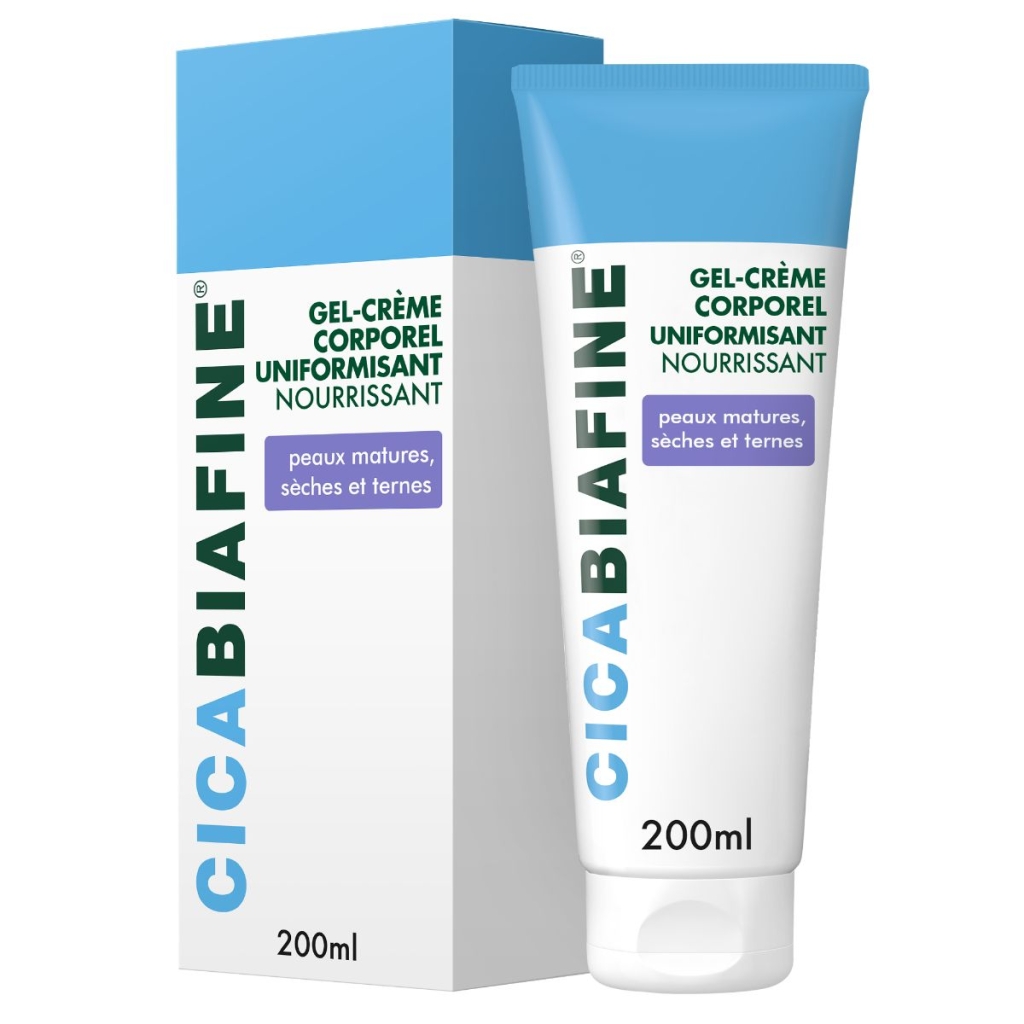 CICABIAFINE®
GEL-CRÈME
CORPOREL
UNIFORMISANT
NOURRISSANT
peaux matures,
sèches et ternes
200ml
CICABIAFINE®
GEL-CRÈME
CORPOREL
UNIFORMISANT
NOURRISSANT
peaux matures,
sèches et ternes
200ml